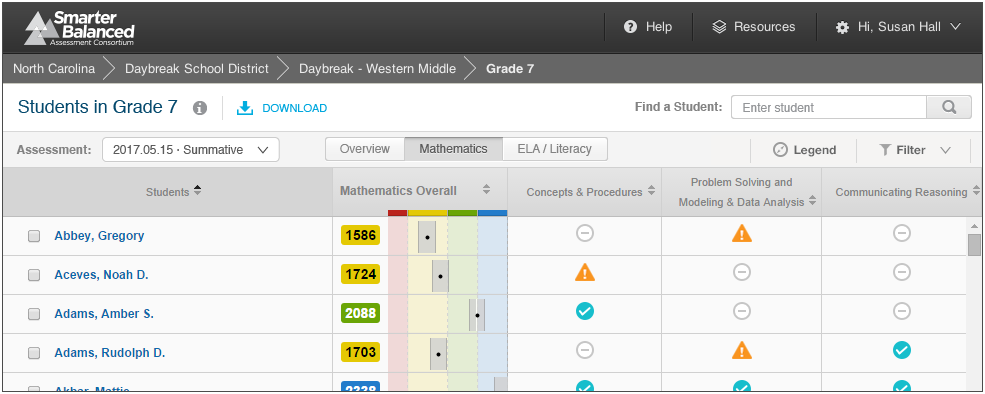 Smarter
Balanced
Assessment Consortium
Help
Resources
Hi, Susan Hall
North Carolina
Daybreak School District
Daybreak - Western Middle
Grade 7
Students in Grade 7
DOWNLOAD
Find a Student:
Enter student
Assessment:
2017.05.15 · Summative
Overview
Mathematics
ELA / Literacy
Legend
Filter
Students
Mathematics Overall
Concepts & Procedures
Problem Solving and
Modeling & Data Analysis
Communicating Reasoning
Abbey, Gregory
1586
Aceves, Noah D.
1724
Adams, Amber S.
2088
Adams, Rudolph D.
1703